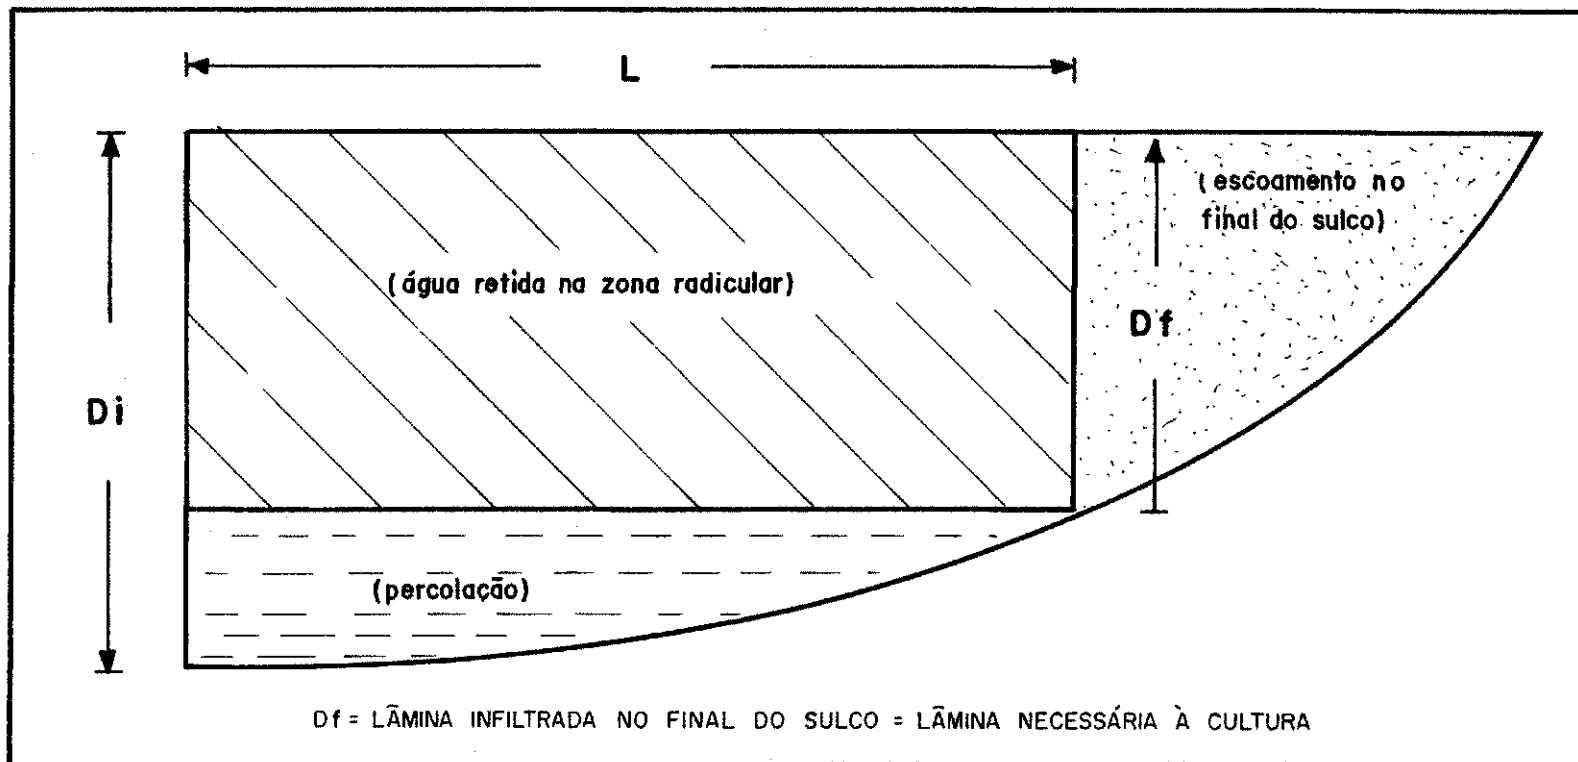 L
(escoamento no
final do sulco)
(água retida na zona radicular)
Df
Di
(percolação)
Df = LÂMINA INFILTRADA NO FINAL DO SULCO = LÂMINA NECESSÁRIA À CULTURA